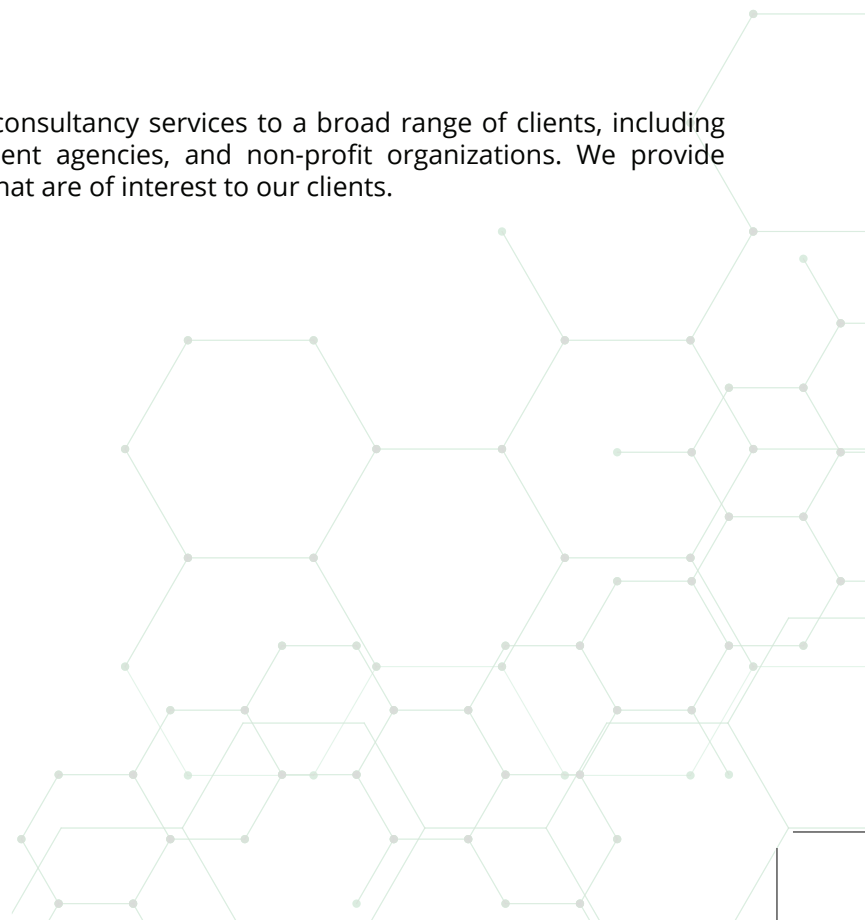 consultancy services to a broad range of clients, including
ent agencies, and non-profit organizations. We provide
hat are of interest to our clients.